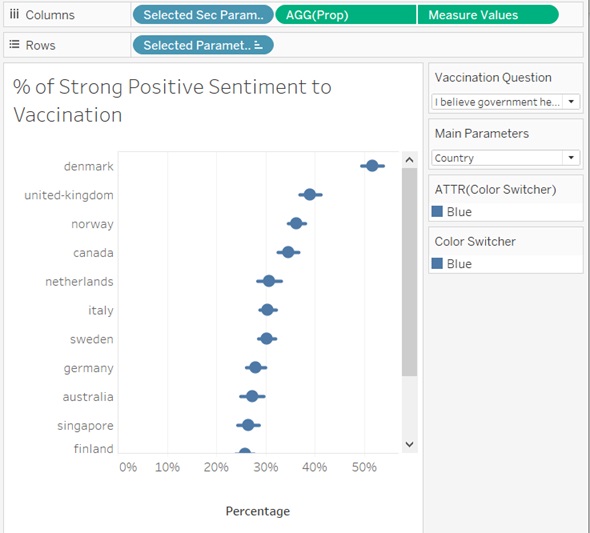 Columns
Selected Sec Param..
AGG(Prop)
Measure Values
Rows
Selected Paramet..
% of Strong Positive Sentiment to
Vaccination
denmark
united-kingdom
norway
canada
netherlands
italy
sweden
germany
australia
singapore
finland
0% 10% 20% 30% 40% 50%
Percentage
Vaccination Question
I believe government he...
Main Parameters
Country
ATTR(Color Switcher)
Blue
Color Switcher
Blue